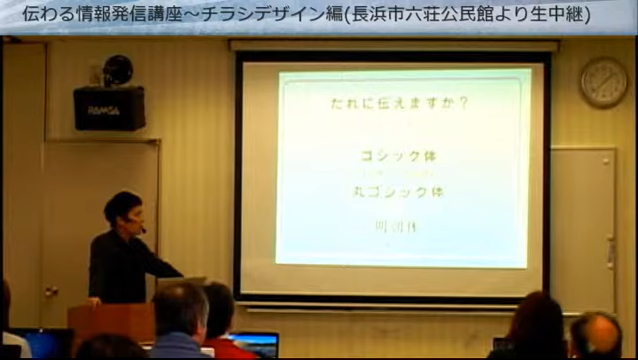 伝わる情報発信講座～チラシデザイン編(長浜市六荘公民館より生中継)
RAMSA
だれに伝えますか？
ゴシック体
丸ゴシック体
明朝体